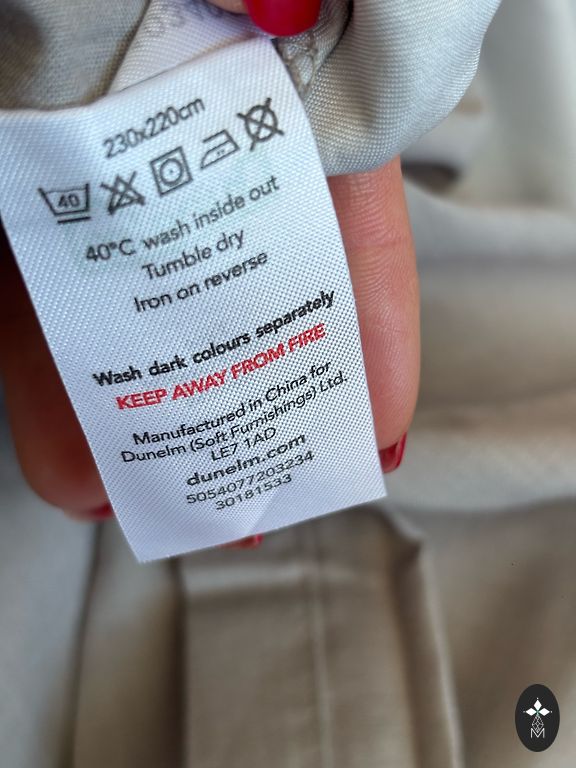 230x220cm
40
40°C wash inside out
Tumble dry
Iron on reverse
Wash dark colours separately
KEEP AWAY FROM FIRE
Manufactured in China for
Dunelm (Soft Furnishings) Ltd.
LE7 1AD
dunelm.com
5054077203234
30181533
M